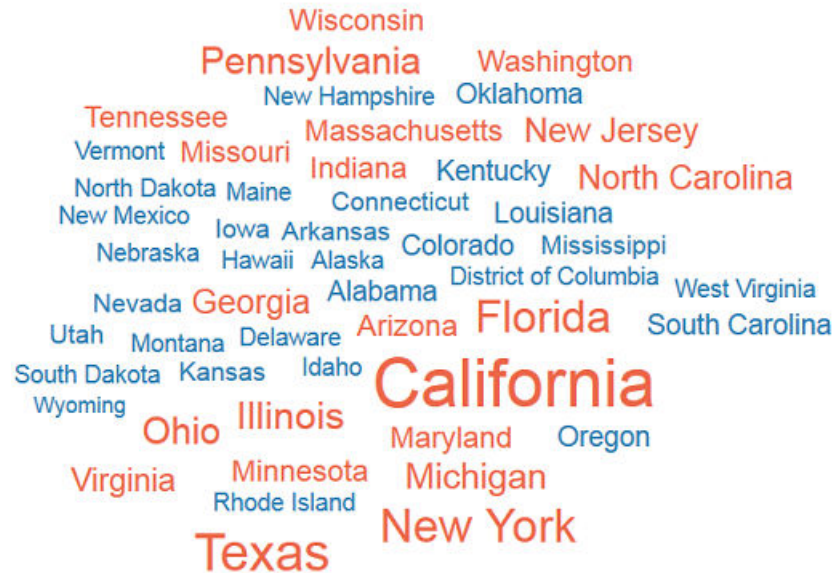 Wisconsin
Pennsylvania Washington
New Hampshire Oklahoma
Tennessee Massachusetts New Jersey
Vermont Missouri Indiana Kentucky North Carolina
North Dakota Maine Connecticut
New Mexico Iowa Arkansas Louisiana
Nebraska Hawaii Alaska Colorado Mississippi
Nevada Georgia Alabama District of Columbia West Virginia
Utah Montana Delaware Arizona Florida South Carolina
South Dakota Kansas Idaho California
Wyoming Ohio Illinois Maryland Oregon
Virginia Minnesota Michigan
Rhode Island New York
Texas